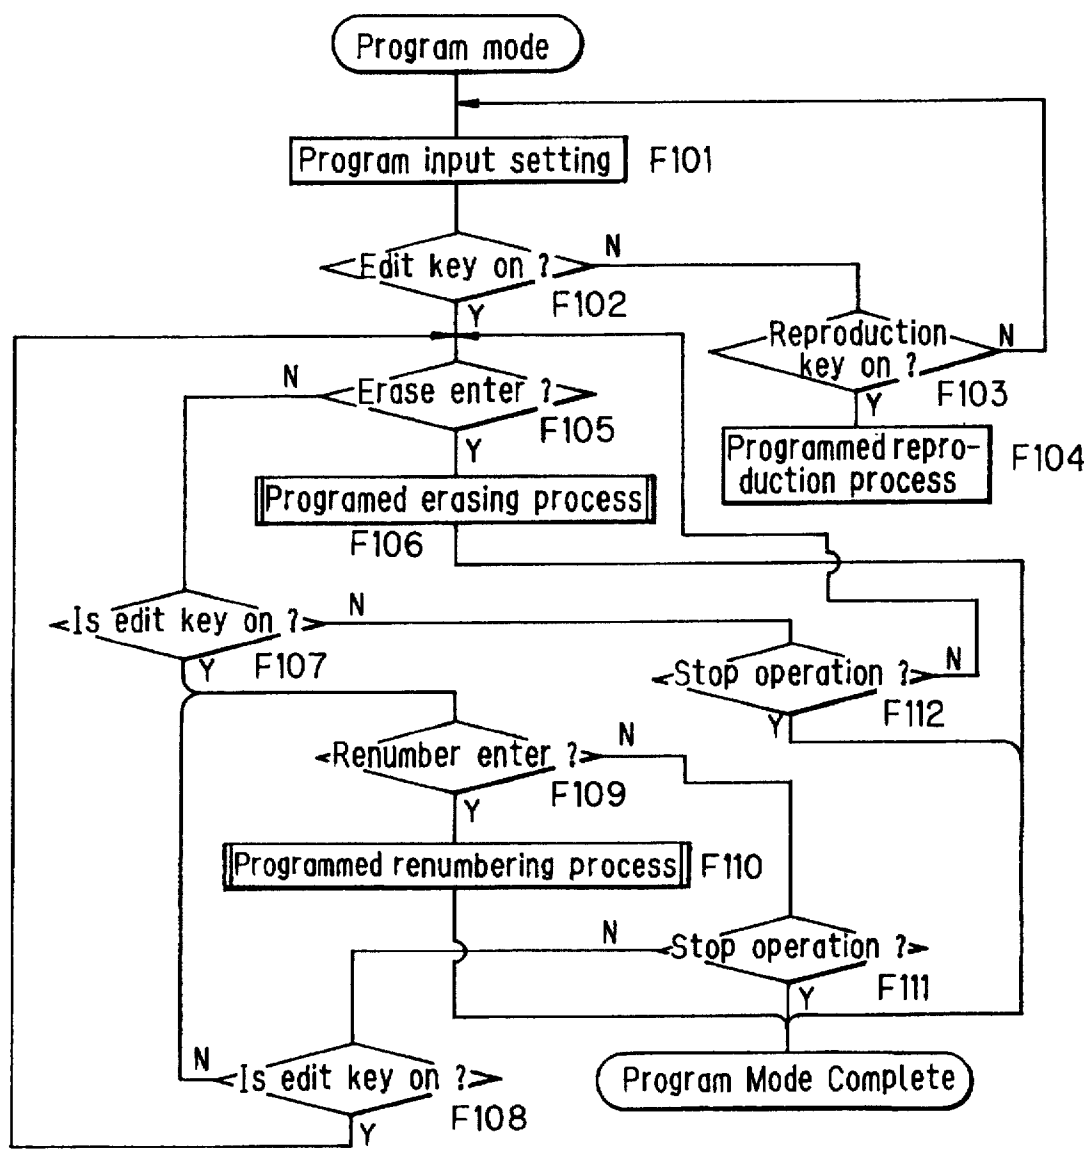 Program mode
Program input setting F101
Edit key on ? N
Y F102
Reproduction N
key on ?
Y F103
Programmed repro-
duction process
F104
N Erase enter ?
Y F105
Programed erasing process
F106
Is edit key on ? N
Y F107
Stop operation ? N
Y F112
Renumber enter ? N
Y F109
Programmed renumbering process F110
N Stop operation ?
Y F111
N Is edit key on ?
Y F108
Program Mode Complete